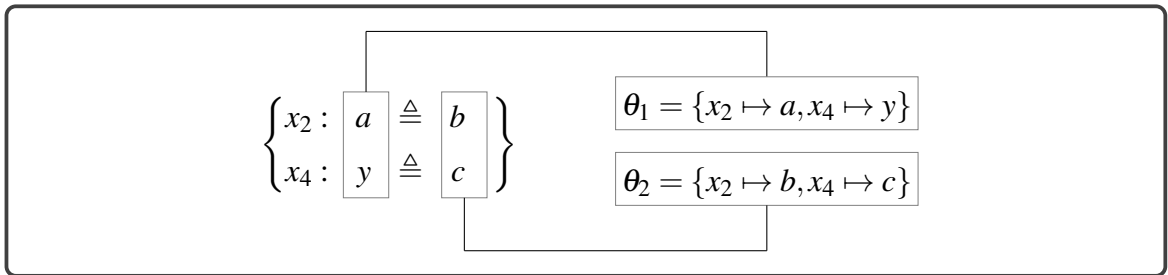 x₂ : a ≜ b
x₄ : y ≜ c
θ₁ = {x₂ ↦ a, x₄ ↦ y}
θ₂ = {x₂ ↦ b, x₄ ↦ c}